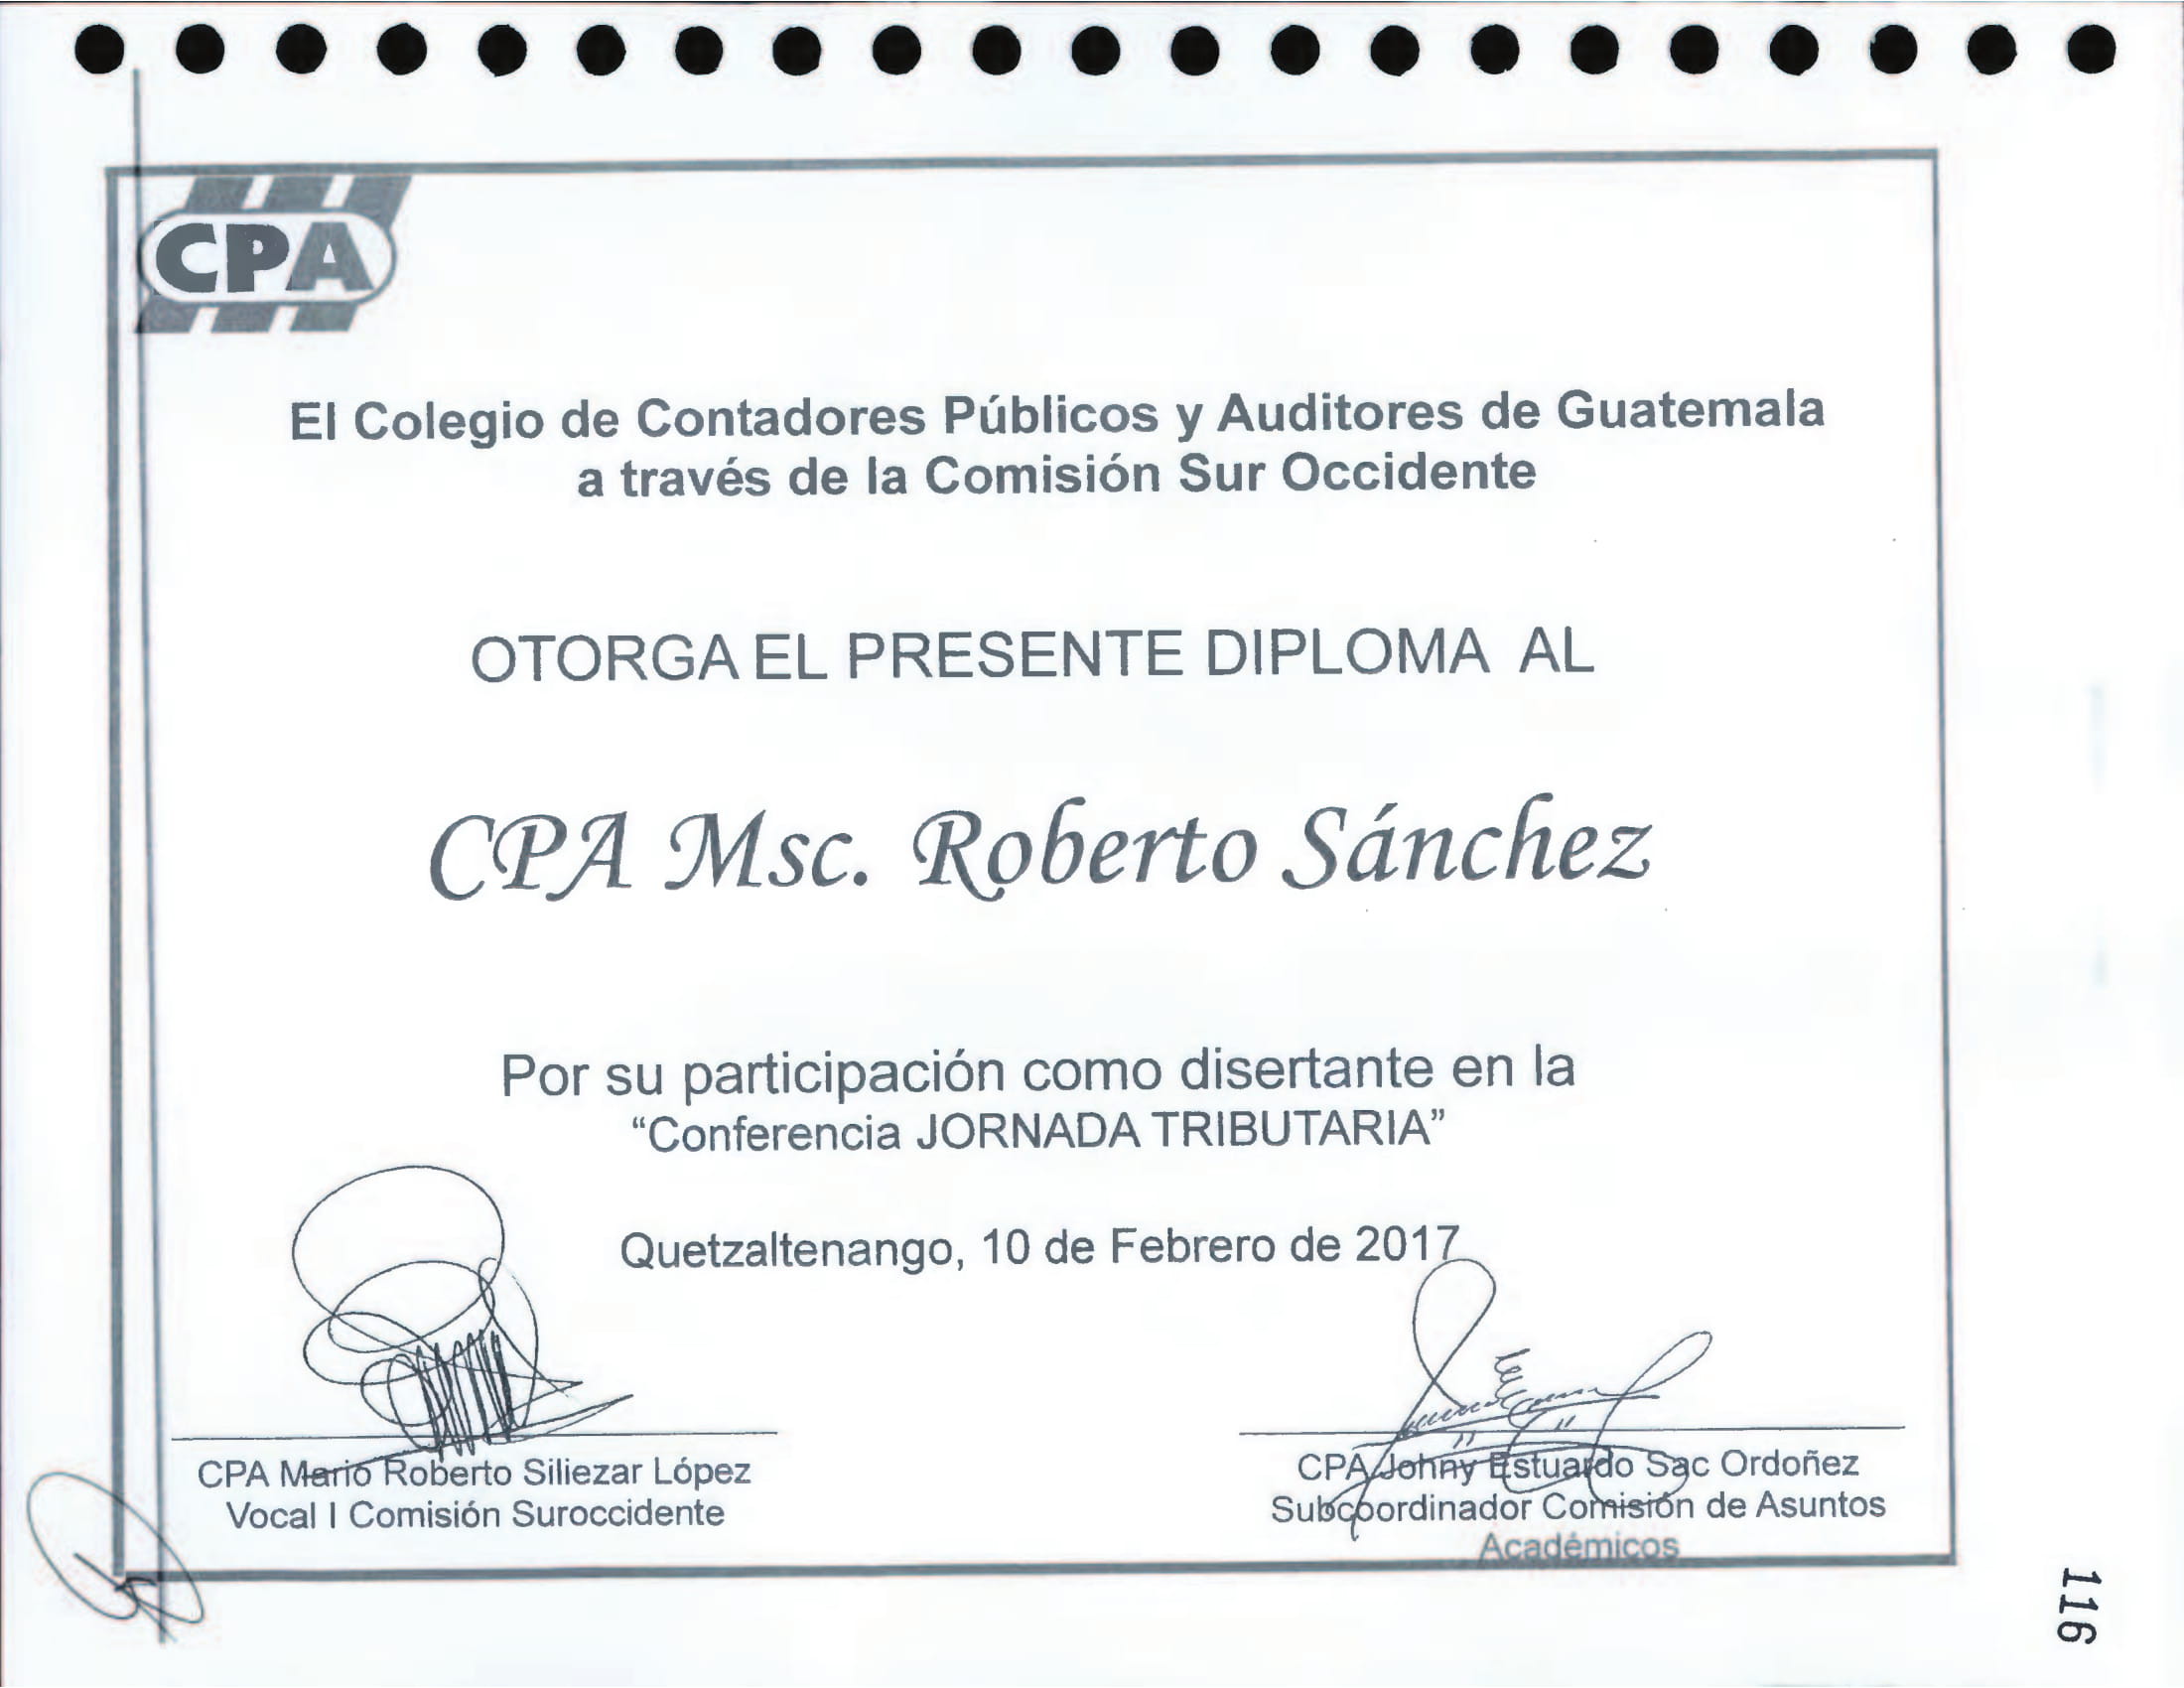 CPA
El Colegio de Contadores Públicos y Auditores de Guatemala
a través de la Comisión Sur Occidente
OTORGA EL PRESENTE DIPLOMA AL
CPA Msc. Roberto Sánchez
Por su participación como disertante en la
“Conferencia JORNADA TRIBUTARIA”
Quetzaltenango, 10 de Febrero de 2017
CPA Mario Roberto Siliezar López
Vocal I Comisión Suroccidente
CPA Johny Estuardo Sac Ordoñez
Subcoordinador Comisión de Asuntos
Académicos
116